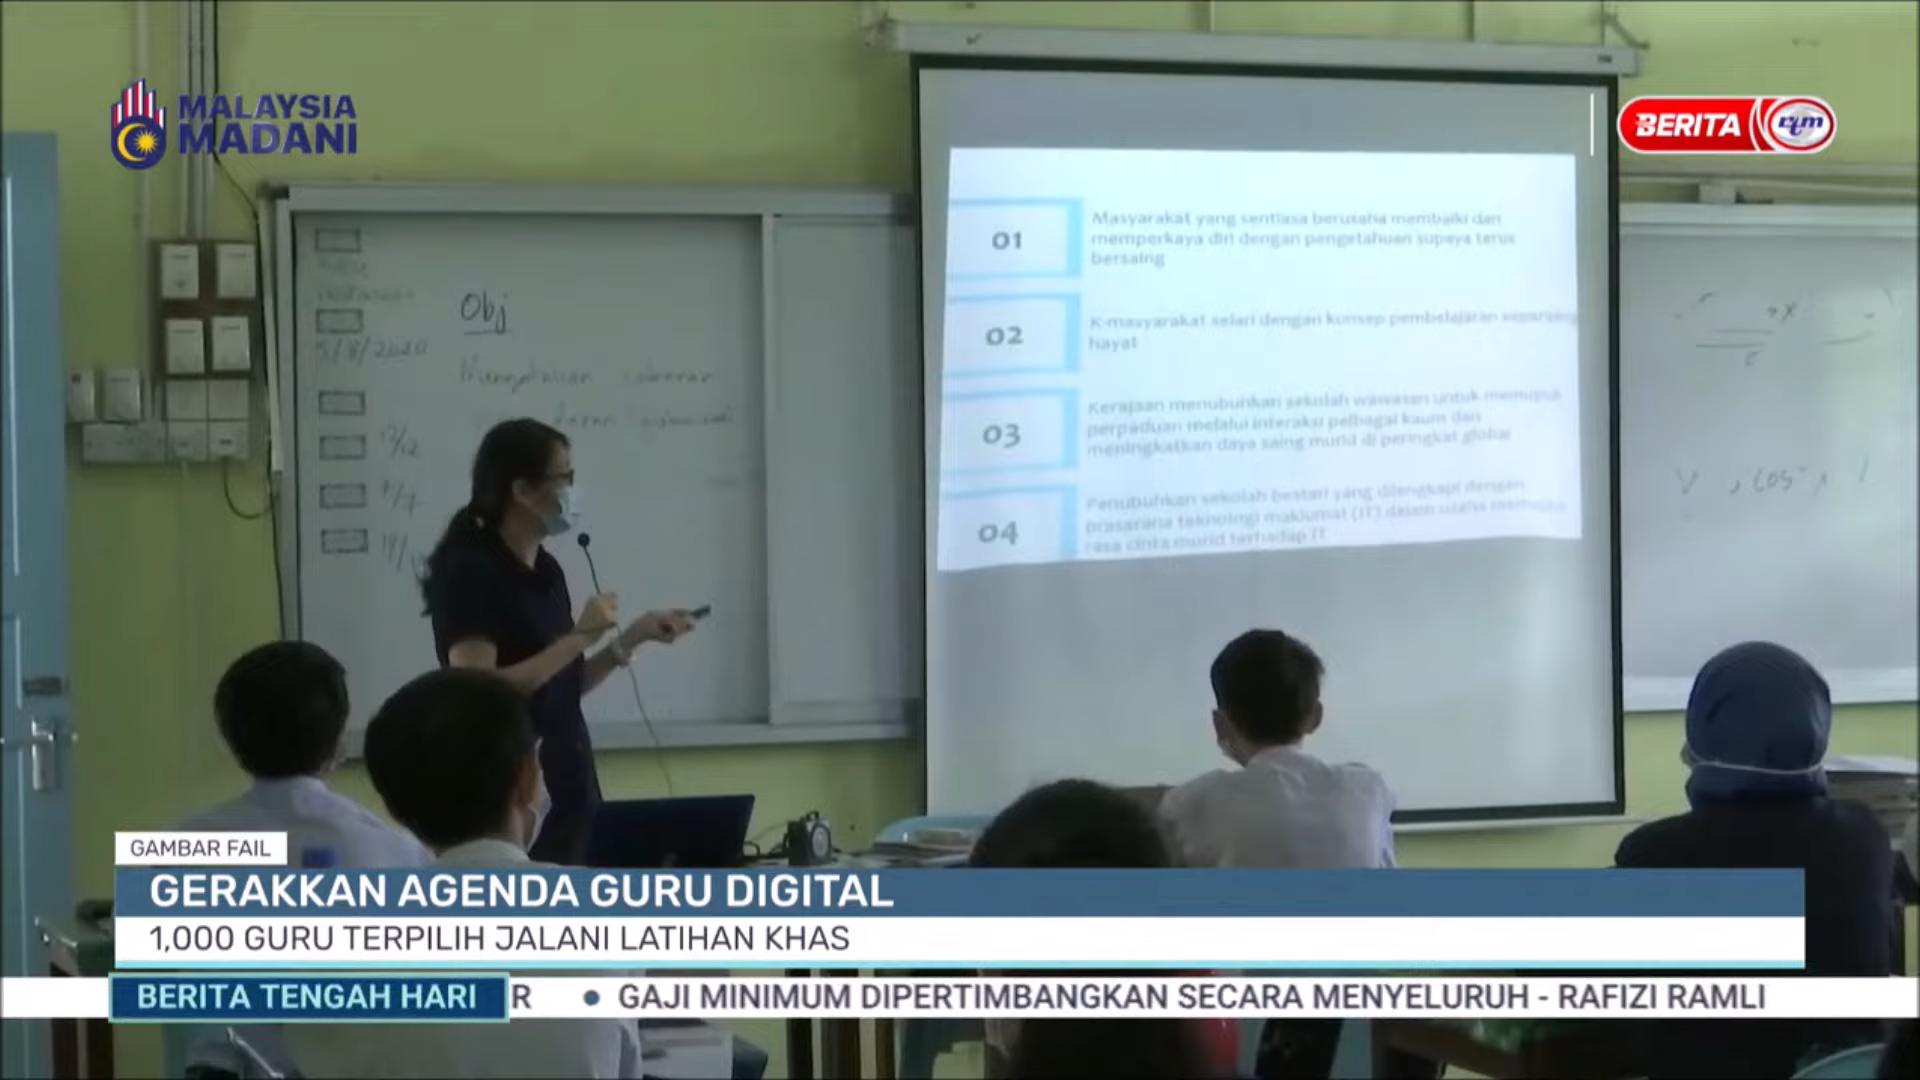 MALAYSIA
MADANI
BERITA rtm
Obj
5/8/2020
01
Masyarakat yang sentiasa berusaha membaiki dan
memperkaya diri dengan pengetahuan supaya terus
bersaing
02
K-masyarakat selari dengan konsep pembelajaran sepanjang
hayat
03
Kerajaan menubuhkan sekolah wawasan untuk memupuk
perpaduan melalui interaksi pelbagai kaum dan
meningkatkan daya saing murid di peringkat global
04
Penubuhkan sekolah bestari yang dilengkapi dengan
prasarana teknologi maklumat (IT) dalam usaha
rasa cinta murid terhadap IT
GAMBAR FAIL
GERAKKAN AGENDA GURU DIGITAL
1,000 GURU TERPILIH JALANI LATIHAN KHAS
BERITA TENGAH HARI R • GAJI MINIMUM DIPERTIMBANGKAN SECARA MENYELURUH - RAFIZI RAMLI